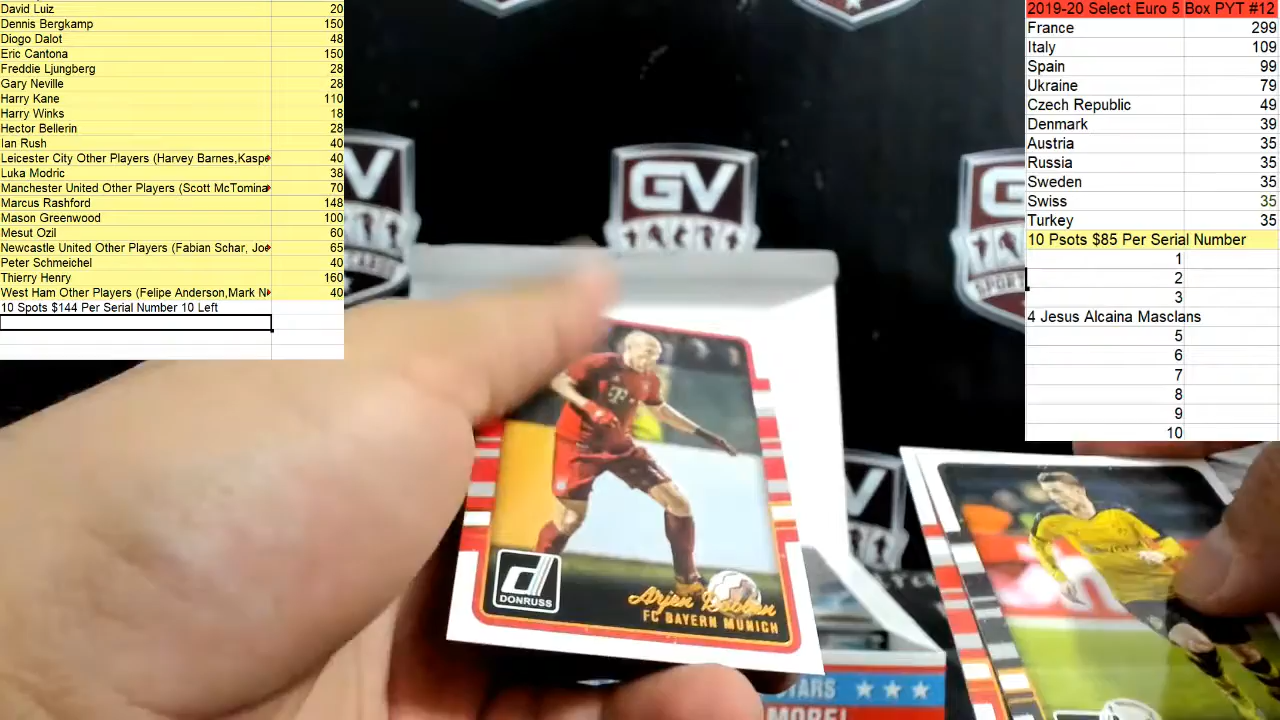 David Luiz 20
Dennis Bergkamp 150
Diogo Dalot 48
Eric Cantona 150
Freddie Ljungberg 28
Gary Neville 28
Harry Kane 110
Harry Winks 18
Hector Bellerin 28
Ian Rush 40
Leicester City Other Players (Harvey Barnes,Kaspe 40
Luka Modric 38
Manchester United Other Players (Scott McTomina 70
Marcus Rashford 148
Mason Greenwood 100
Mesut Ozil 60
Newcastle United Other Players (Fabian Schar, Joe 65
Peter Schmeichel 40
Thierry Henry 160
West Ham Other Players (Felipe Anderson,Mark N 40
10 Spots $144 Per Serial Number 10 Left
2019-20 Select Euro 5 Box PYT #12
France 299
Italy 109
Spain 99
Ukraine 79
Czech Republic 49
Denmark 39
Austria 35
Russia 35
Sweden 35
Swiss 35
Turkey 35
10 Psots $85 Per Serial Number
1
2
3
4 Jesus Alcaina Masclans
5
6
7
8
9
10
GV
d
DONRUSS
Arjen Robben
FC BAYERN MUNICH
STARS
MORE!